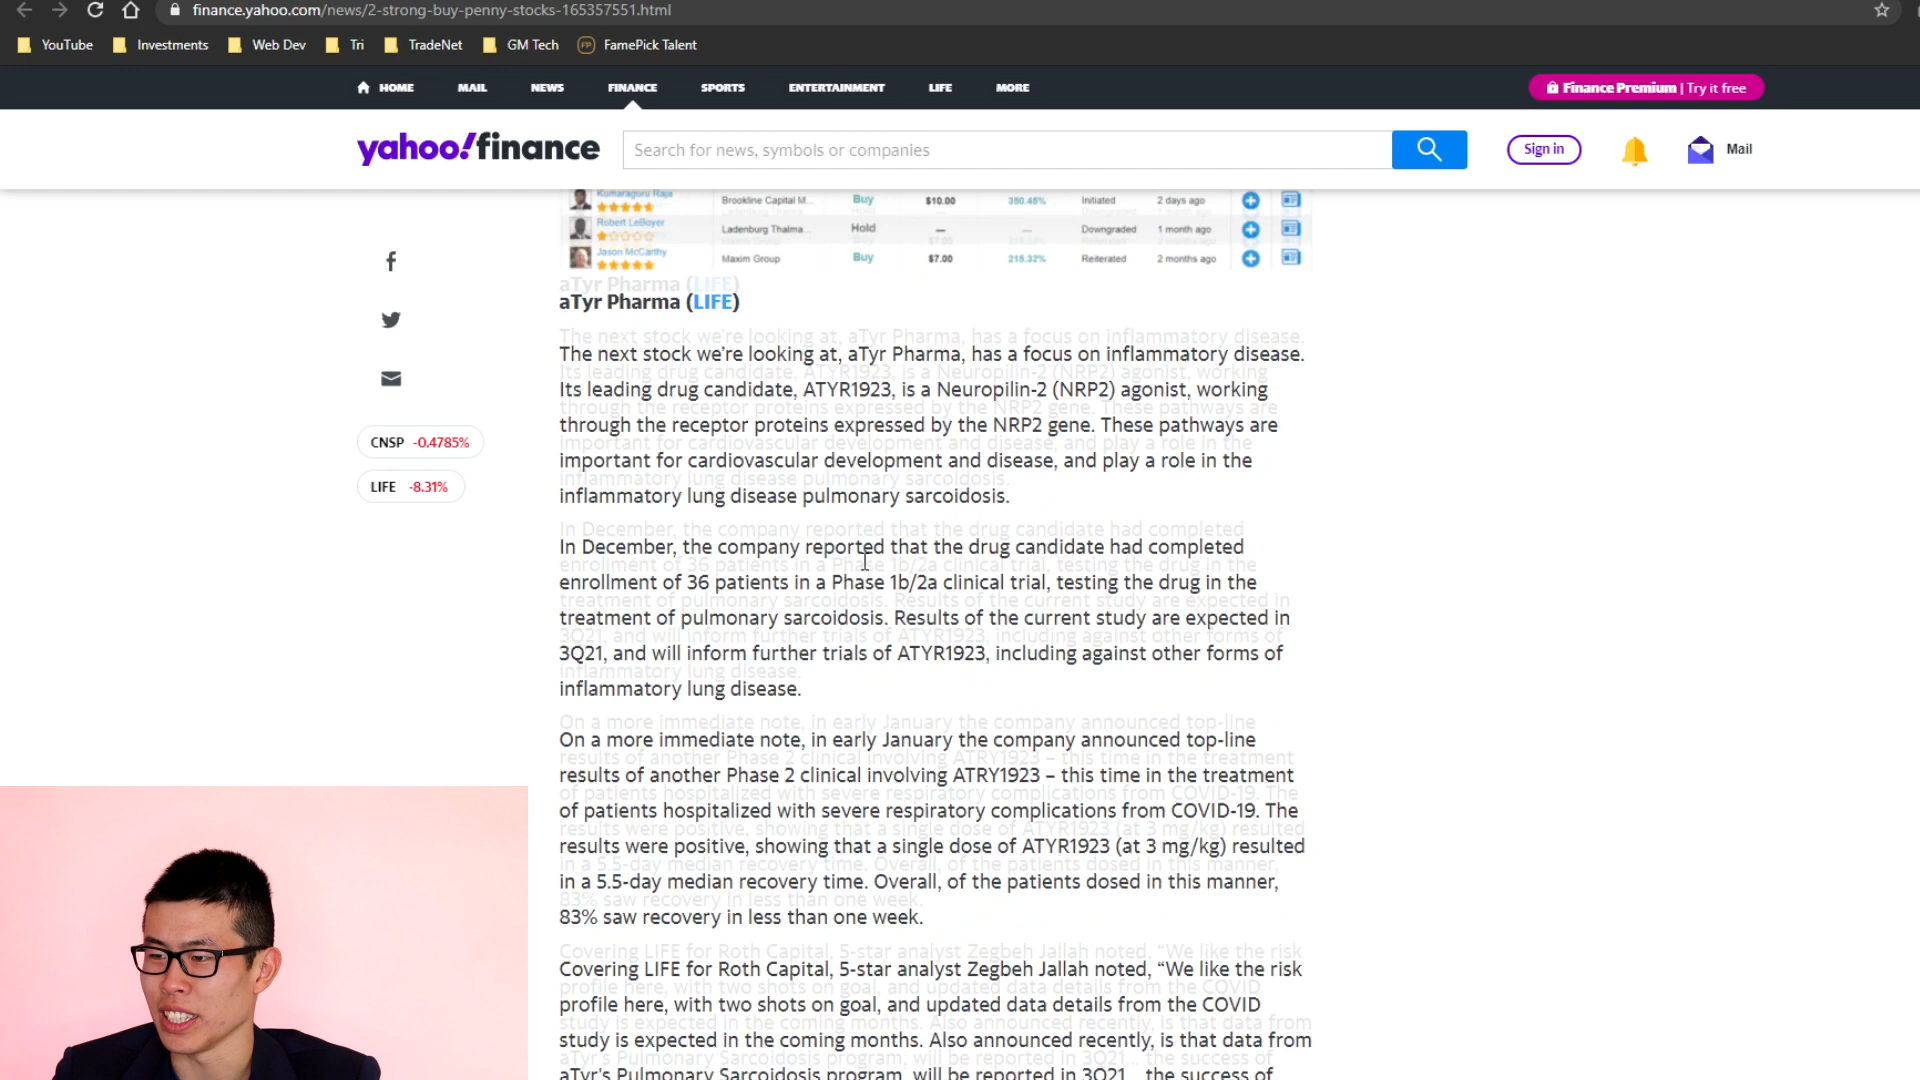 finance.yahoo.com/news/2-strong-buy-penny-stocks-165357551.html
YouTube Investments Web Dev Tri TradeNet GM Tech FP FamePick Talent
HOME MAIL NEWS FINANCE SPORTS ENTERTAINMENT LIFE MORE Finance Premium | Try it free
yahoo!finance Search for news, symbols or companies Sign in Mail
Kumaraguru Raja Brookline Capital M... Buy $10.00 Initiated 2 days ago
Robert LeBoyer Ladenburg Thalma... Hold — — Downgraded 1 month ago
Jason McCarthy Maxim Group Buy $7.00 218.32% Reiterated 2 months ago
aTyr Pharma (LIFE)
The next stock we're looking at, aTyr Pharma, has a focus on inflammatory disease.
Its leading drug candidate, ATYR1923, is a Neuropilin-2 (NRP2) agonist, working
through the receptor proteins expressed by the NRP2 gene. These pathways are
important for cardiovascular development and disease, and play a role in the
inflammatory lung disease pulmonary sarcoidosis.
CNSP -0.4785%
LIFE -8.31%
In December, the company reported that the drug candidate had completed
enrollment of 36 patients in a Phase 1b/2a clinical trial, testing the drug in the
treatment of pulmonary sarcoidosis. Results of the current study are expected in
3Q21, and will inform further trials of ATYR1923, including against other forms of
inflammatory lung disease.
On a more immediate note, in early January the company announced top-line
results of another Phase 2 clinical involving ATRY1923 – this time in the treatment
of patients hospitalized with severe respiratory complications from COVID-19. The
results were positive, showing that a single dose of ATYR1923 (at 3 mg/kg) resulted
in a 5.5-day median recovery time. Overall, of the patients dosed in this manner,
83% saw recovery in less than one week.
Covering LIFE for Roth Capital, 5-star analyst Zegbeh Jallah noted, “We like the risk
profile here, with two shots on goal, and updated data details from the COVID
study is expected in the coming months. Also announced recently, is that data from
aTyr's Pulmonary Sarcoidosis program, will be reported in 3Q21... the success of